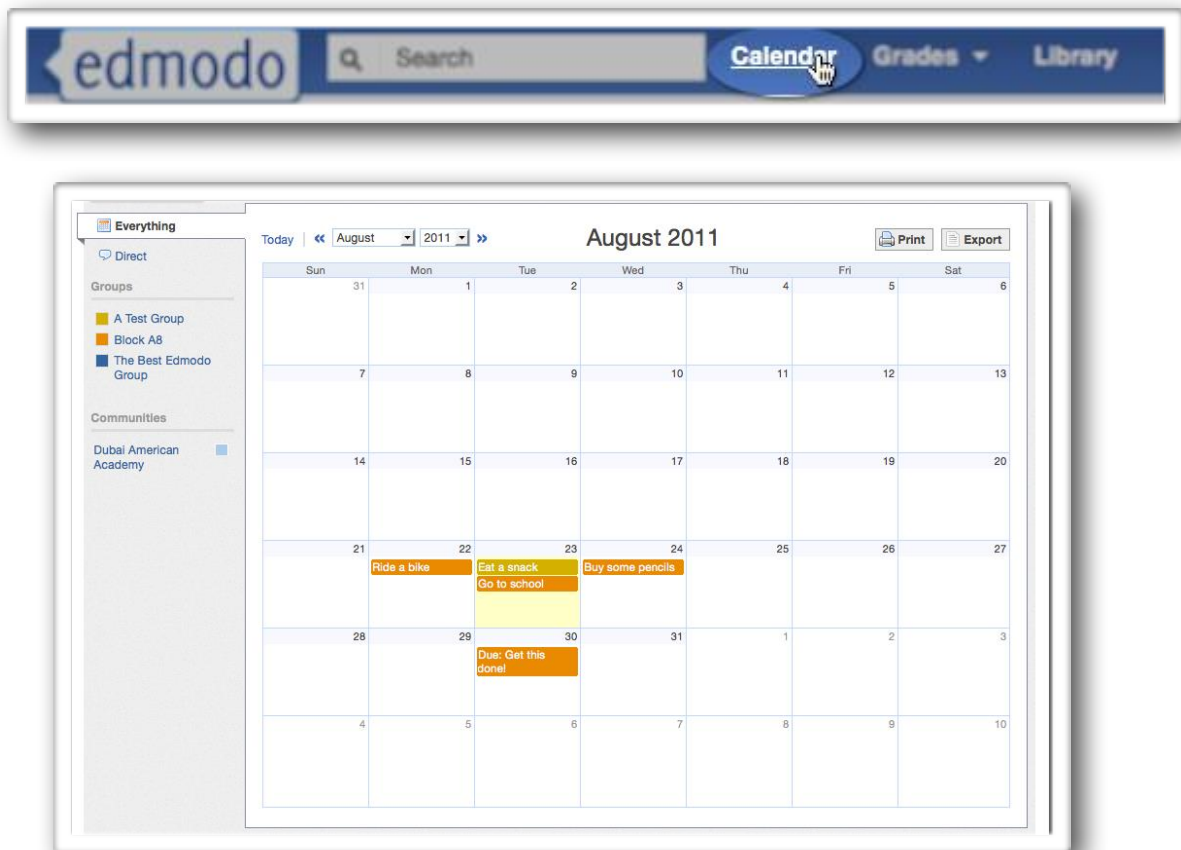 edmodo Search Calendar Grades Library
Everything
Direct
Groups
A Test Group
Block A8
The Best Edmodo
Group
Communities
Dubai American
Academy
Today « August 2011 » August 2011 Print Export
Sun Mon Tue Wed Thu Fri Sat
31 1 2 3 4 5 6
7 8 9 10 11 12 13
14 15 16 17 18 19 20
21 22 23 24 25 26 27
Ride a bike Eat a snack Buy some pencils
Go to school
28 29 30 31 1 2 3
Due: Get this
done!
4 5 6 7 8 9 10